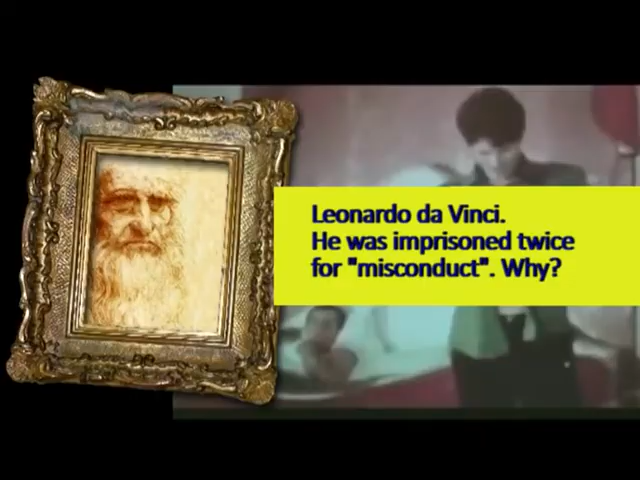 Leonardo da Vinci.
He was imprisoned twice
for "misconduct". Why?